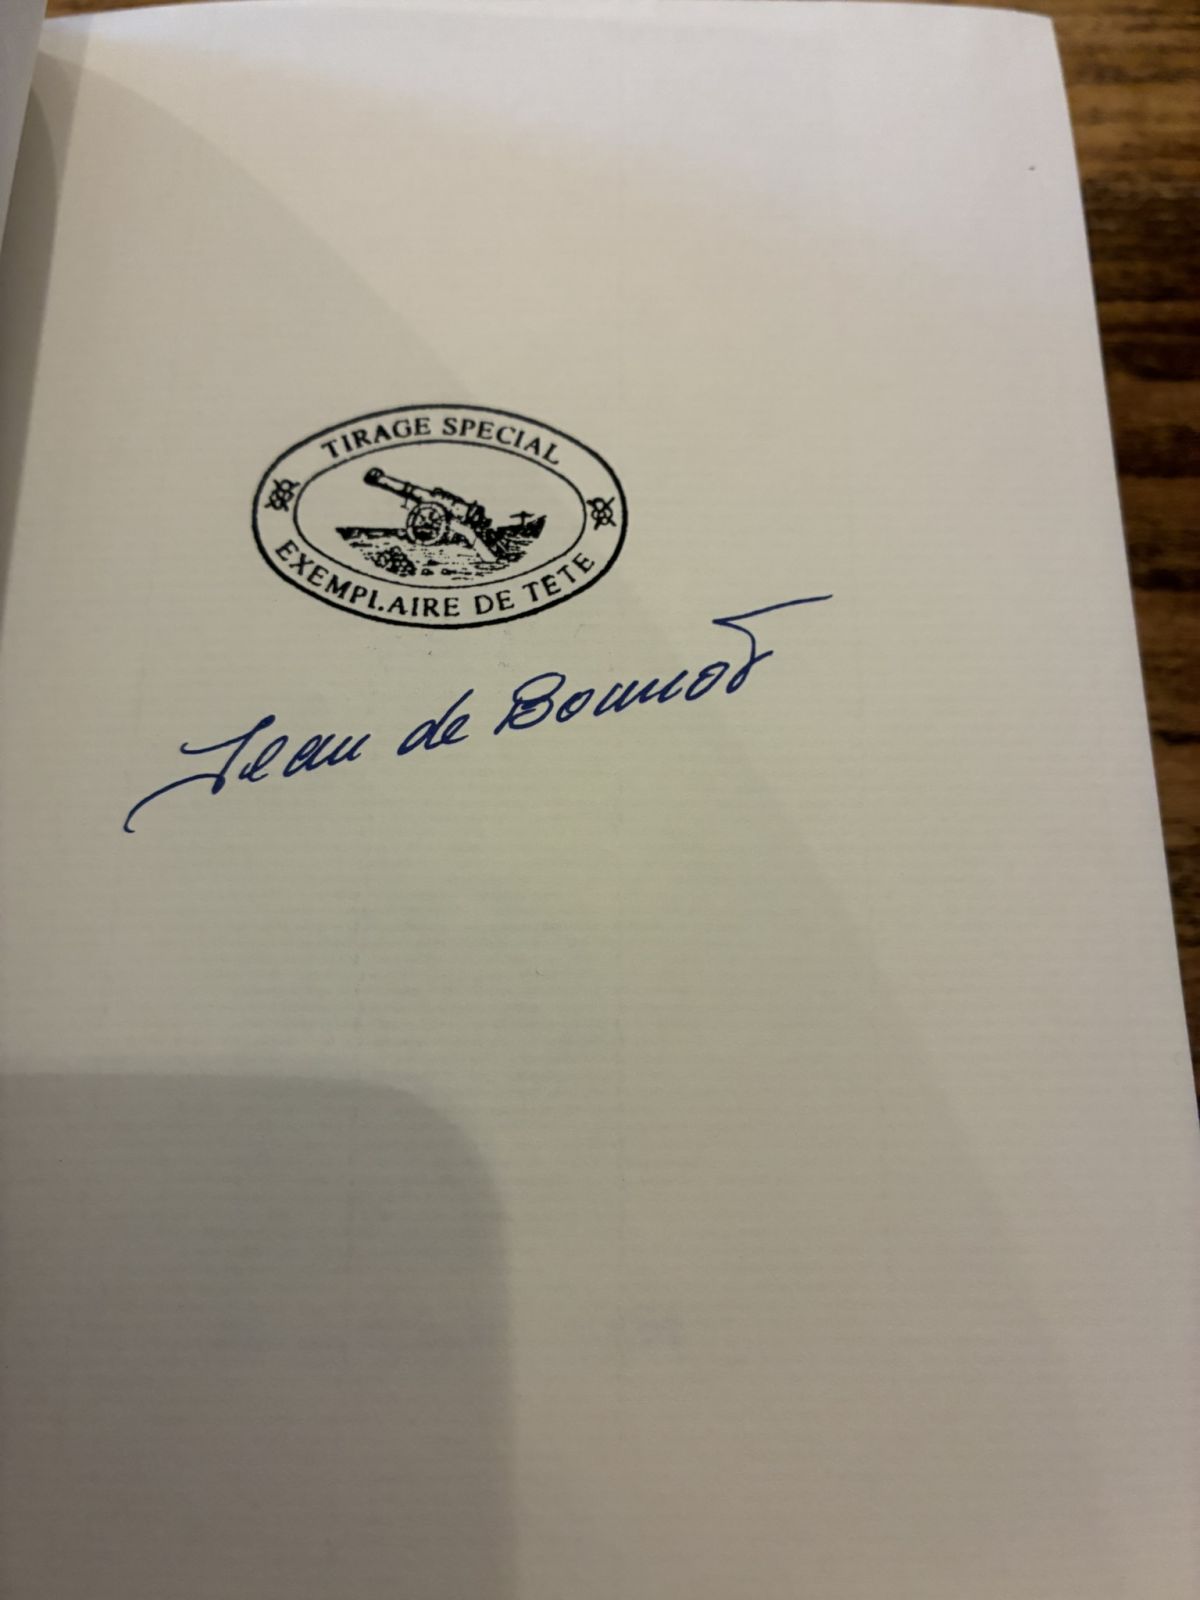 TIRAGE SPECIAL
EXEMPLAIRE DE TETE
Jean de Bonnot